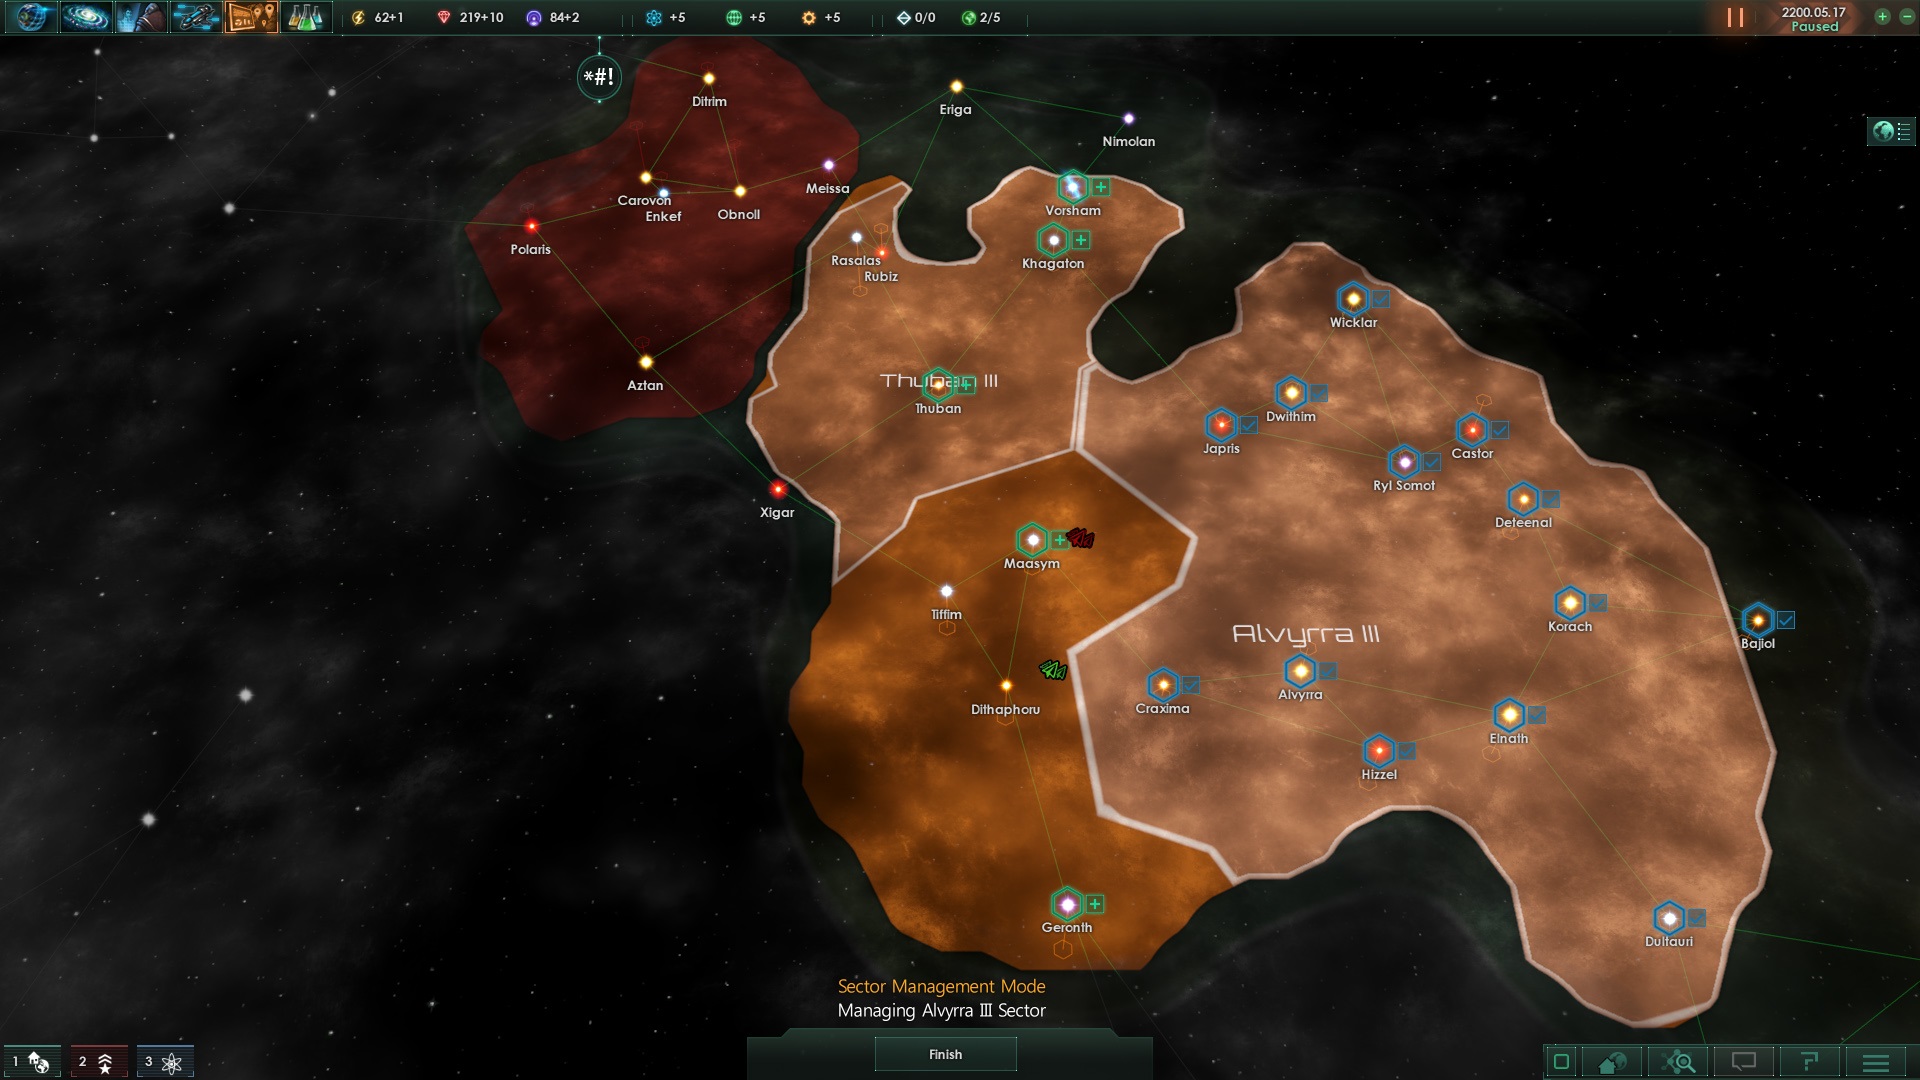 62+1
219+10
84+2
+5
+5
+5
0/0
2/5
2200.05.17
Paused
*#!
Ditrim
Eriga
Nimolan
Carovon
Enkef
Obnoll
Meissa
Polaris
Vorsham
Rasalas
Rubiz
Khagaton
Wicklar
Aztan
Thuban III
Thuban
Dwithim
Japris
Castor
Ryl Somot
Xigar
Deteenal
Maasym
Tiffim
Korach
Alvyrra III
Bajiol
Dithaphoru
Craxima
Alvyrra
Elnath
Hizzel
Geronth
Dultauri
Sector Management Mode
Managing Alvyrra III Sector
Finish
1
2
3